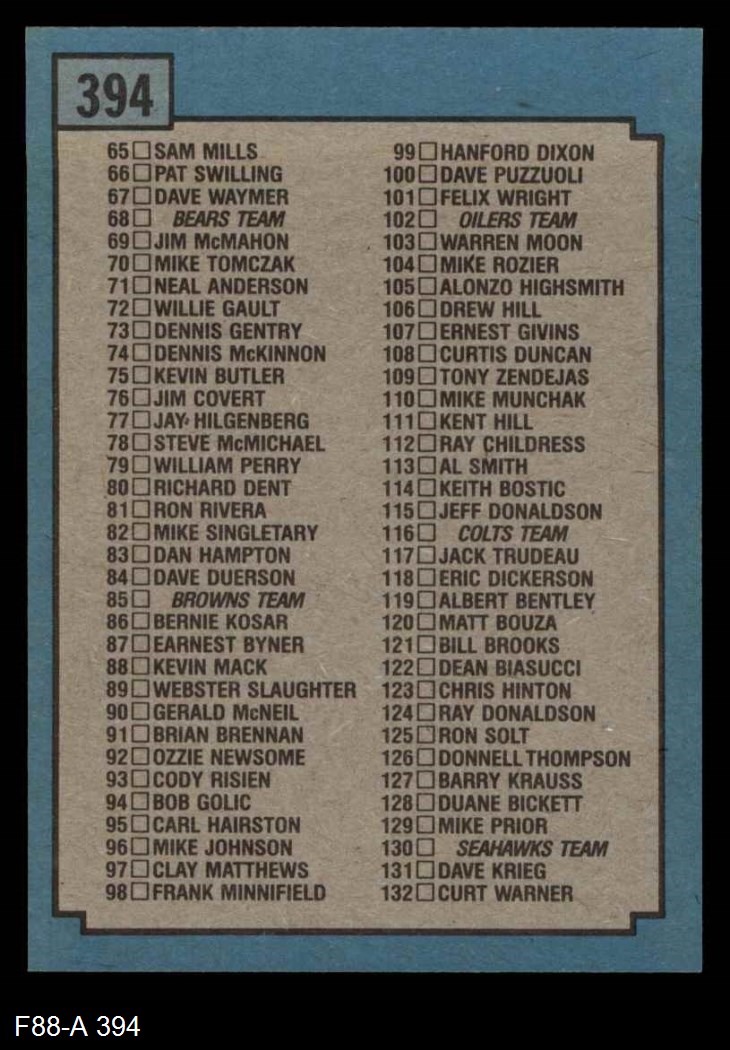 394
65 SAM MILLS
66 PAT SWILLING
67 DAVE WAYMER
68 BEARS TEAM
69 JIM McMAHON
70 MIKE TOMCZAK
71 NEAL ANDERSON
72 WILLIE GAULT
73 DENNIS GENTRY
74 DENNIS McKINNON
75 KEVIN BUTLER
76 JIM COVERT
77 JAY HILGENBERG
78 STEVE McMICHAEL
79 WILLIAM PERRY
80 RICHARD DENT
81 RON RIVERA
82 MIKE SINGLETARY
83 DAN HAMPTON
84 DAVE DUERSON
85 BROWNS TEAM
86 BERNIE KOSAR
87 EARNEST BYNER
88 KEVIN MACK
89 WEBSTER SLAUGHTER
90 GERALD McNEIL
91 BRIAN BRENNAN
92 OZZIE NEWSOME
93 CODY RISIEN
94 BOB GOLIC
95 CARL HAIRSTON
96 MIKE JOHNSON
97 CLAY MATTHEWS
98 FRANK MINNIFIELD
99 HANFORD DIXON
100 DAVE PUZZUOLI
101 FELIX WRIGHT
102 OILERS TEAM
103 WARREN MOON
104 MIKE ROZIER
105 ALONZO HIGHSMITH
106 DREW HILL
107 ERNEST GIVINS
108 CURTIS DUNCAN
109 TONY ZENDEJAS
110 MIKE MUNCHAK
111 KENT HILL
112 RAY CHILDRESS
113 AL SMITH
114 KEITH BOSTIC
115 JEFF DONALDSON
116 COLTS TEAM
117 JACK TRUDEAU
118 ERIC DICKERSON
119 ALBERT BENTLEY
120 MATT BOUZA
121 BILL BROOKS
122 DEAN BIASUCCI
123 CHRIS HINTON
124 RAY DONALDSON
125 RON SOLT
126 DONNELL THOMPSON
127 BARRY KRAUSS
128 DUANE BICKETT
129 MIKE PRIOR
130 SEAHAWKS TEAM
131 DAVE KRIEG
132 CURT WARNER
F88-A 394